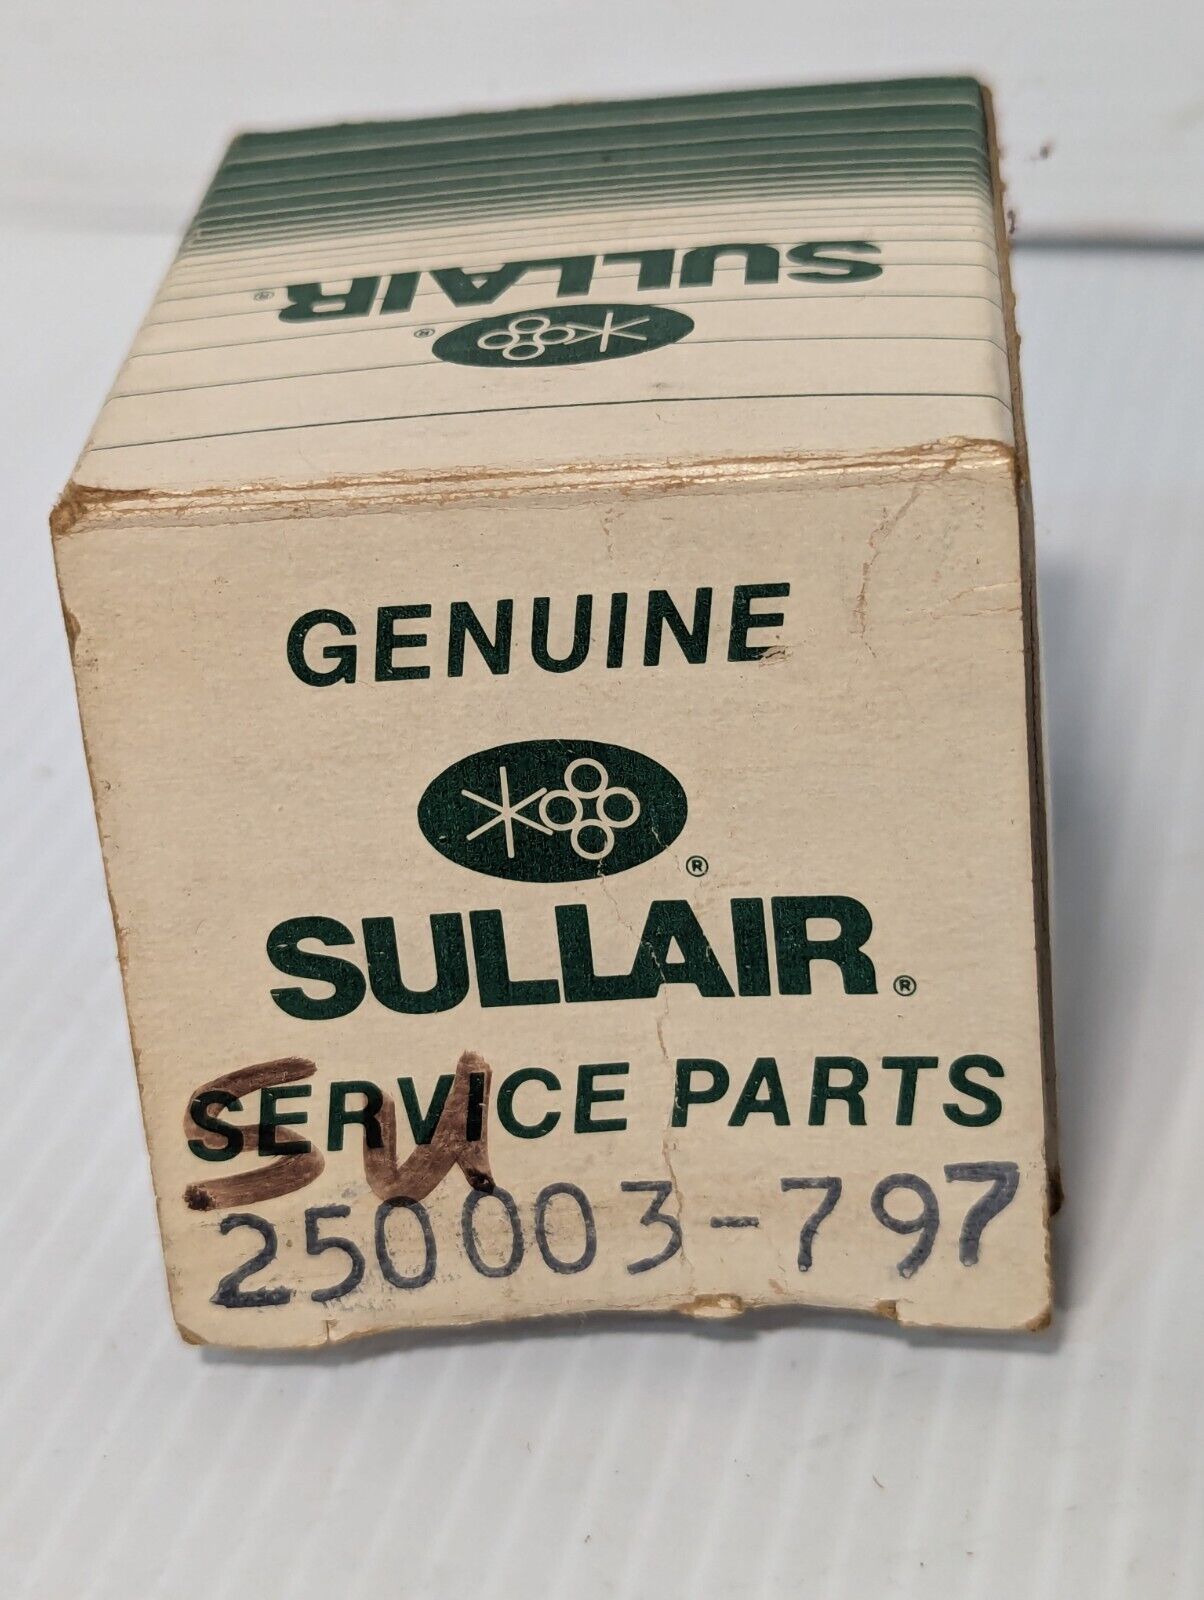 SULLAIR®
®
GENUINE
®
SULLAIR®
SERVICE PARTS
SU
250003-797